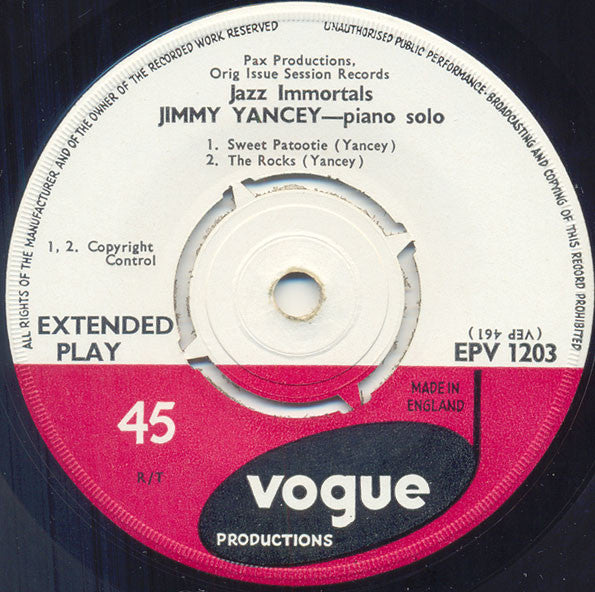 ALL RIGHTS OF THE MANUFACTURER AND OF THE OWNER OF THE RECORDED WORK RESERVED
UNAUTHORISED PUBLIC PERFORMANCE·BROADCASTING AND COPYING OF THIS RECORD PROHIBITED
Pax Productions,
Orig Issue Session Records
Jazz Immortals
JIMMY YANCEY—piano solo
1. Sweet Patootie (Yancey)
2. The Rocks (Yancey)
1, 2. Copyright
Control
EXTENDED
PLAY
(VEP 461)
EPV 1203
45
MADE IN
ENGLAND
R/T
vogue
PRODUCTIONS